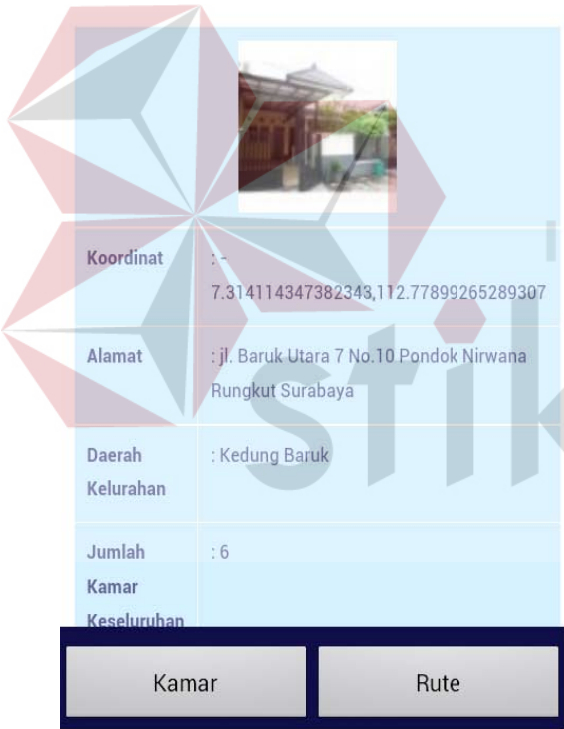 Koordinat : -
7.314114347382343,112.77899265289307
Alamat : jl. Baruk Utara 7 No.10 Pondok Nirwana
Rungkut Surabaya
Daerah : Kedung Baruk
Kelurahan
Jumlah : 6
Kamar
Keseluruhan
Kamar Rute
i
stik